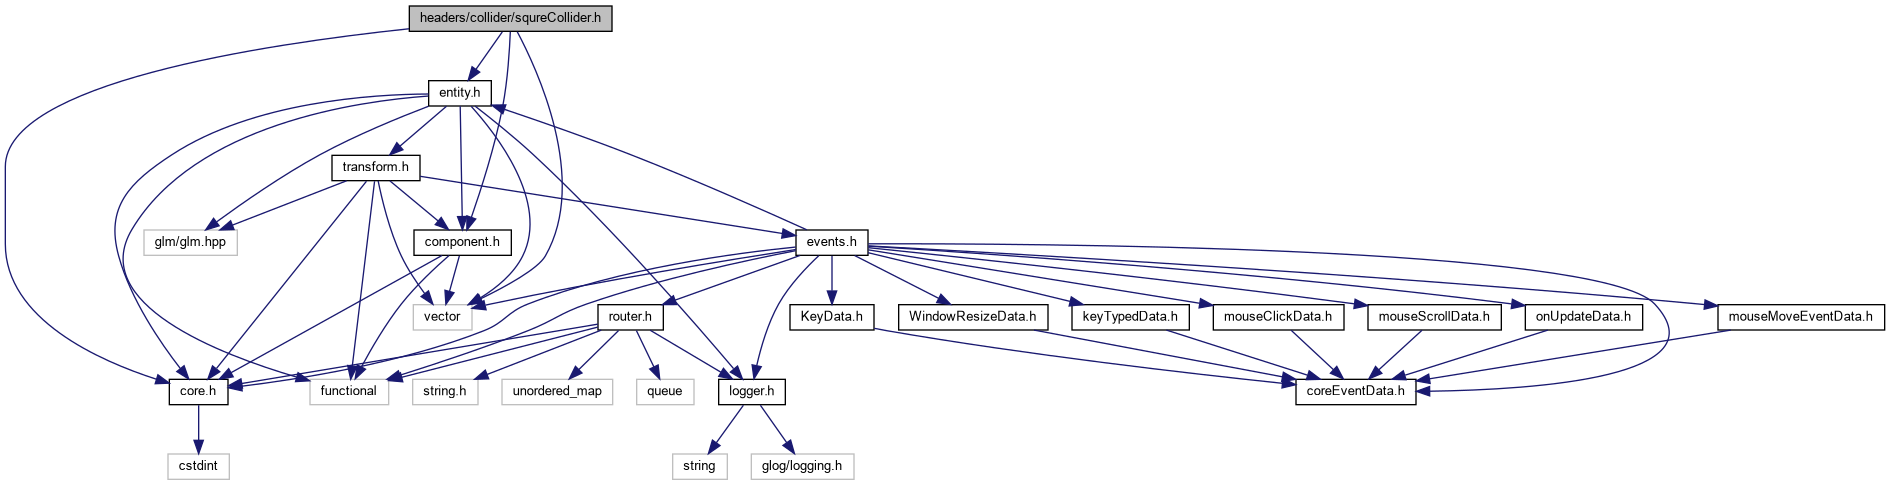 headers/collider/squreCollider.h
entity.h
transform.h
glm/glm.hpp
component.h
events.h
vector
router.h
KeyData.h
WindowResizeData.h
keyTypedData.h
mouseClickData.h
mouseScrollData.h
onUpdateData.h
mouseMoveEventData.h
core.h
functional
string.h
unordered_map
queue
logger.h
coreEventData.h
cstdint
string
glog/logging.h